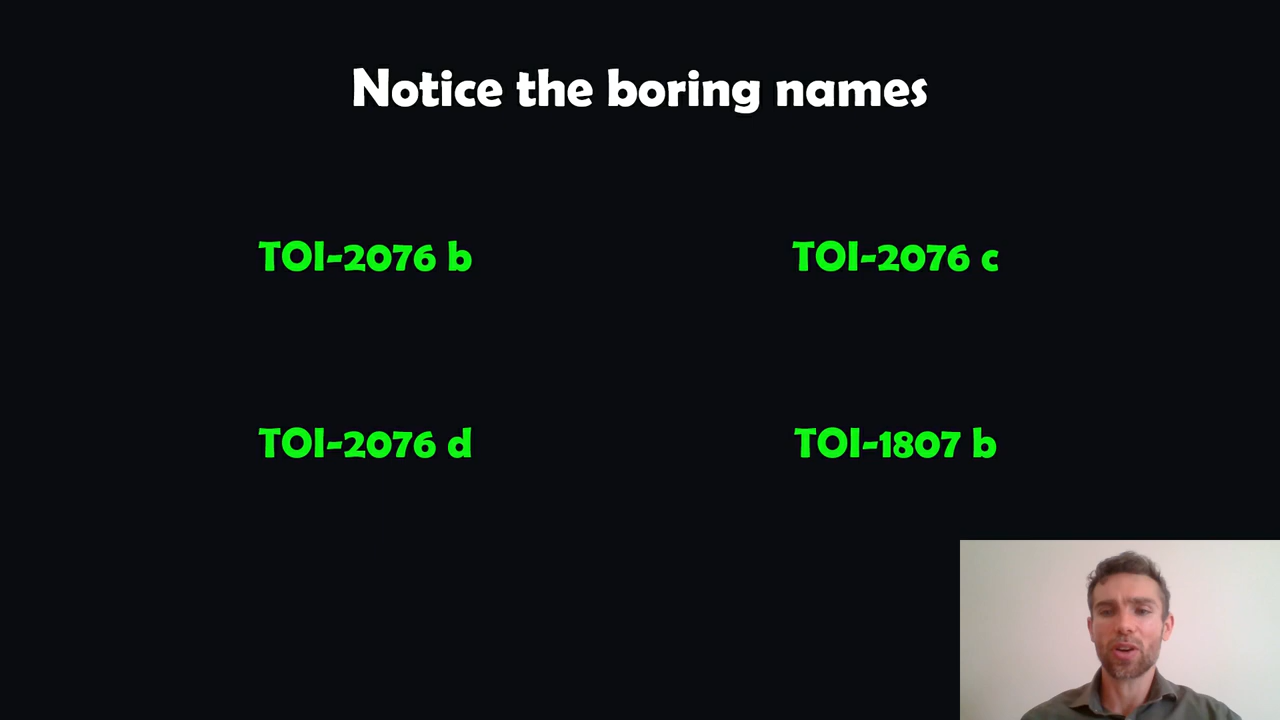 Notice the boring names
TOI-2076 b
TOI-2076 c
TOI-2076 d
TOI-1807 b